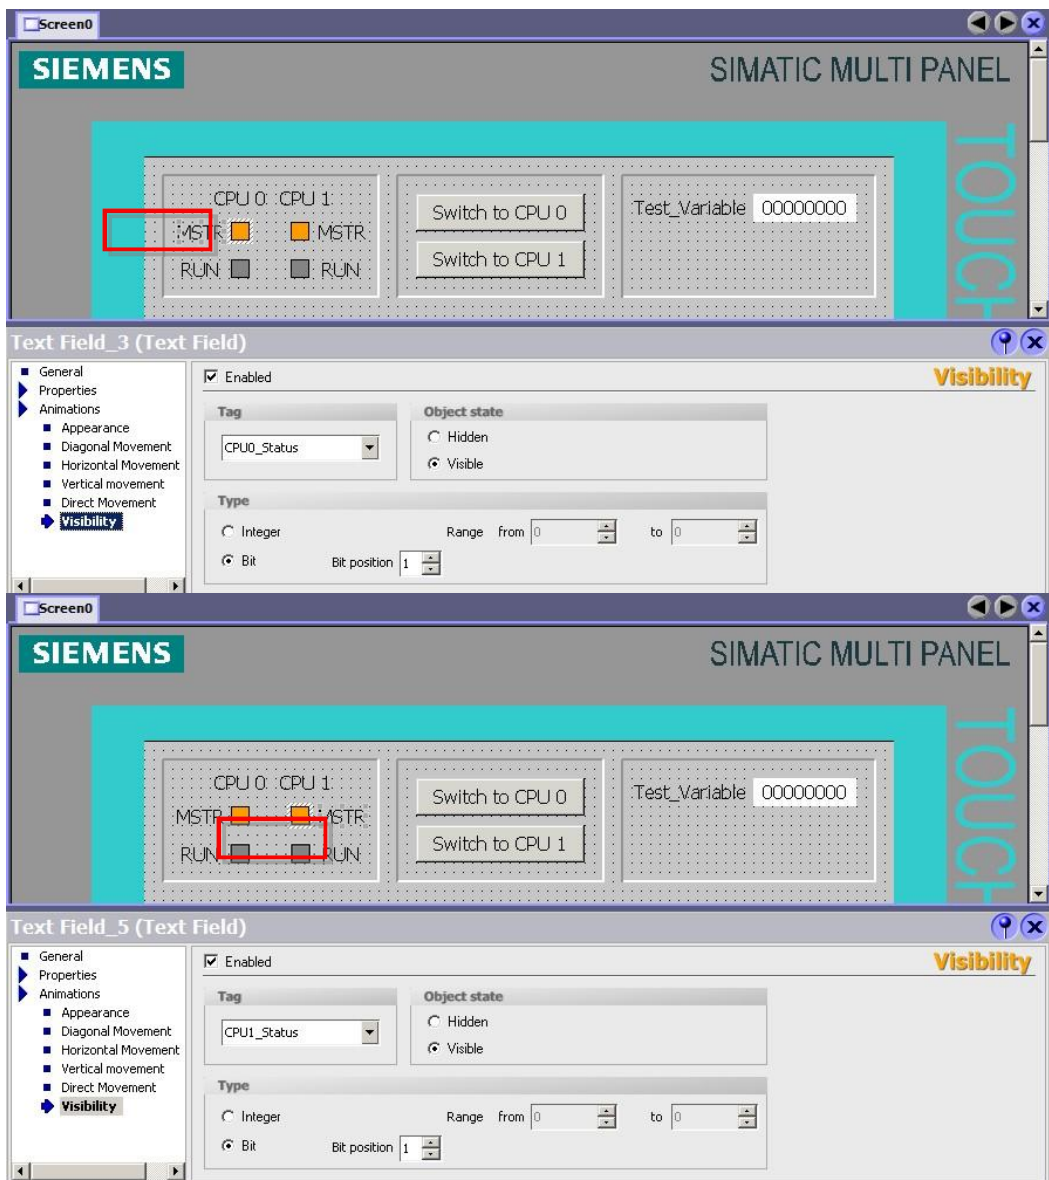 Screen0
SIEMENS
SIMATIC MULTI PANEL
TOUCH
CPU 0 CPU 1
MSTR MSTR
RUN RUN
Switch to CPU 0
Switch to CPU 1
Test_Variable 00000000
Text Field_3 (Text Field)
General
Properties
Animations
Appearance
Diagonal Movement
Horizontal Movement
Vertical movement
Direct Movement
Visibility
Enabled
Visibility
Tag
CPU0_Status
Object state
Hidden
Visible
Type
Integer
Range from 0 to 0
Bit
Bit position 1
Screen0
SIEMENS
SIMATIC MULTI PANEL
TOUCH
CPU 0 CPU 1
MSTR MSTR
RUN RUN
Switch to CPU 0
Switch to CPU 1
Test_Variable 00000000
Text Field_5 (Text Field)
General
Properties
Animations
Appearance
Diagonal Movement
Horizontal Movement
Vertical movement
Direct Movement
Visibility
Enabled
Visibility
Tag
CPU1_Status
Object state
Hidden
Visible
Type
Integer
Range from 0 to 0
Bit
Bit position 1